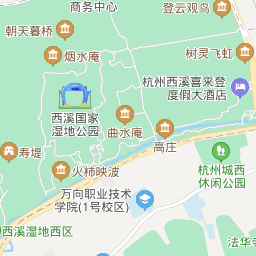 商务中心
登云观鸟
朝天暮桥
烟水庵
树灵飞虹
杭州西溪喜来登
度假大酒店
西溪国家
湿地公园
曲水庵
高庄
寿堤
火柿映波
杭州城西
休闲公园
万向职业技术
学院(1号校区)
西溪湿地西区
法华寺